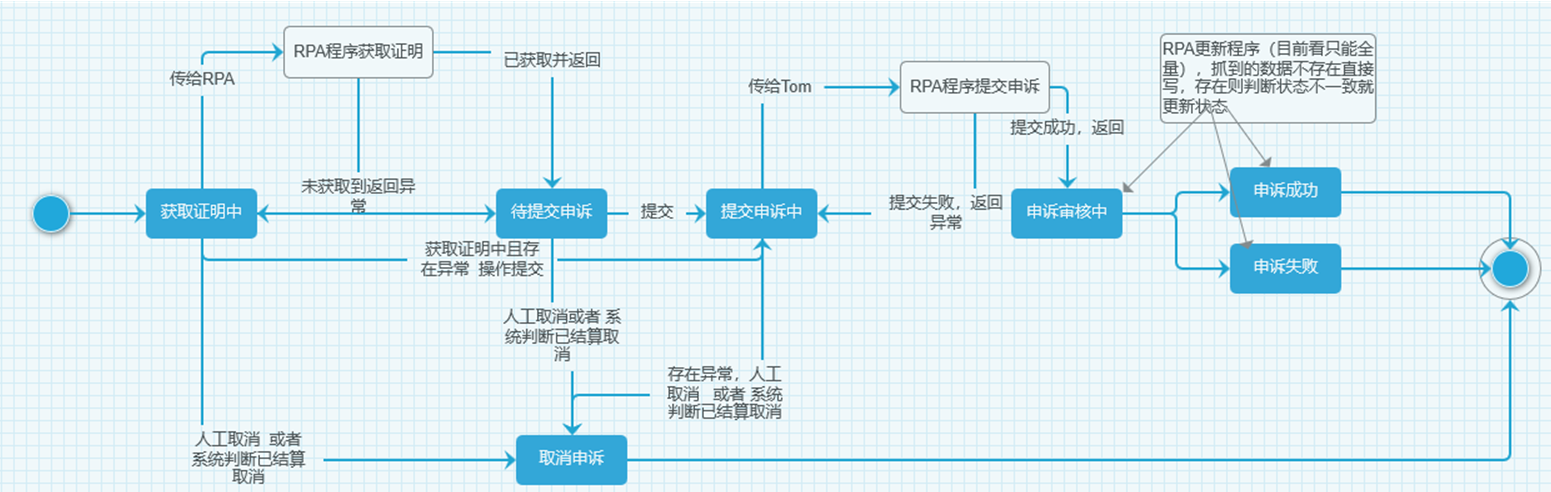 RPA程序获取证明
传给RPA
已获取并返回
未获取到返回异
常
获取证明中
待提交申诉
提交
提交申诉中
获取证明中且存
在异常 操作提交
人工取消或者 系
统判断已结算取
消
人工取消 或者
系统判断已结算
取消
取消申诉
存在异常，人工
取消 或者 系统
判断已结算取消
传给Tom
RPA程序提交申诉
提交成功，返回
提交失败，返回
异常
申诉审核中
RPA更新程序（目前看只能全
量），抓到的数据不存在直接
写，存在则判断状态不一致就
更新状态
申诉成功
申诉失败